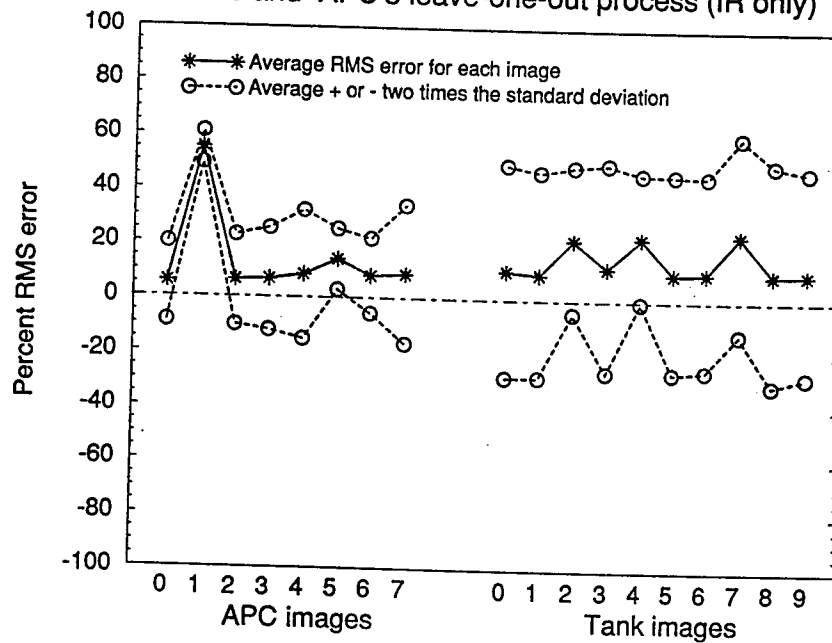 and APC's leave-one-out process (IR only)
Average RMS error for each image
Average + or - two times the standard deviation
Percent RMS error
100
80
60
40
20
0
-20
-40
-60
-80
-100
0 1 2 3 4 5 6 7
0 1 2 3 4 5 6 7 8 9
APC images
Tank images